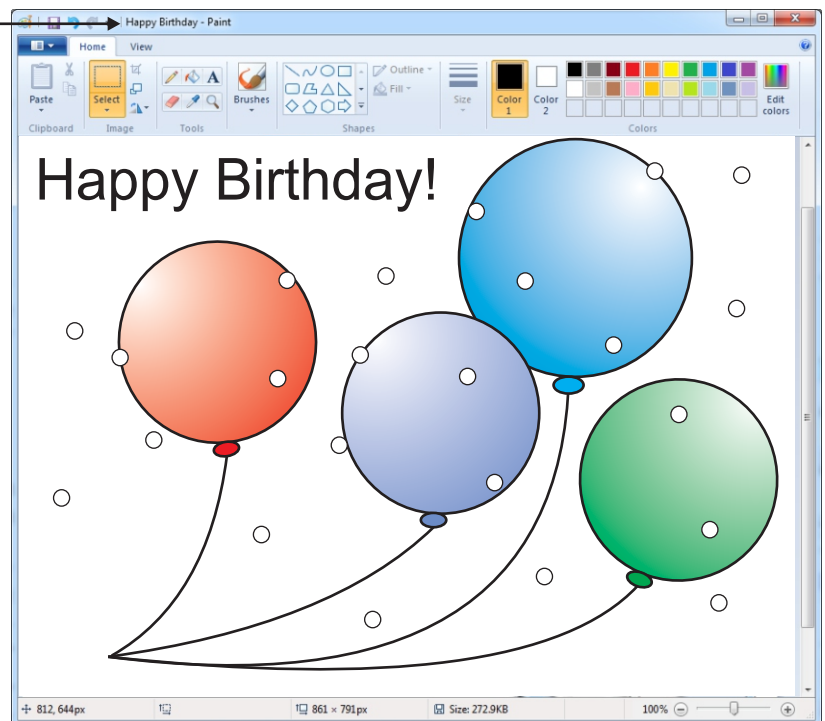 Happy Birthday - Paint
Home View
Paste
Select
Brushes
Outline
Fill
Size
Color 1
Color 2
Edit colors
Clipboard Image Tools Shapes Colors
A
Happy Birthday!
812, 644px 861 × 791px Size: 272.9KB 100%